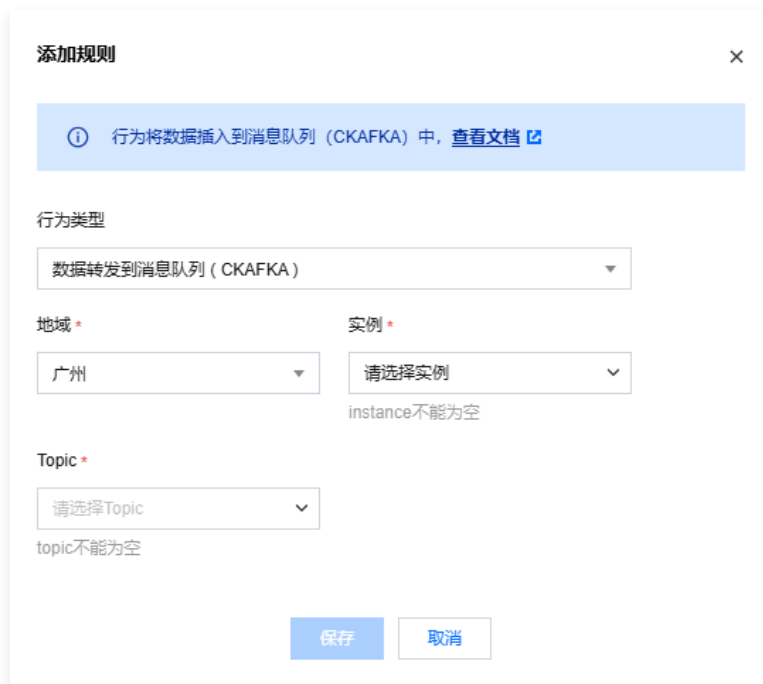 添加规则
行为将数据插入到消息队列（CKAFKA）中，查看文档
行为类型
数据转发到消息队列 ( CKAFKA )
地域 * 实例 *
广州 请选择实例
instance不能为空
Topic *
请选择Topic
topic不能为空
保存 取消